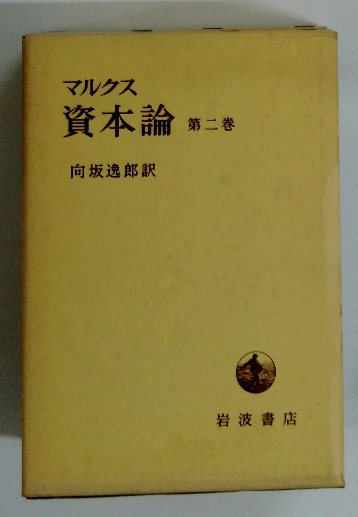 マルクス
資本論 第二巻
向坂逸郎訳
岩波書店